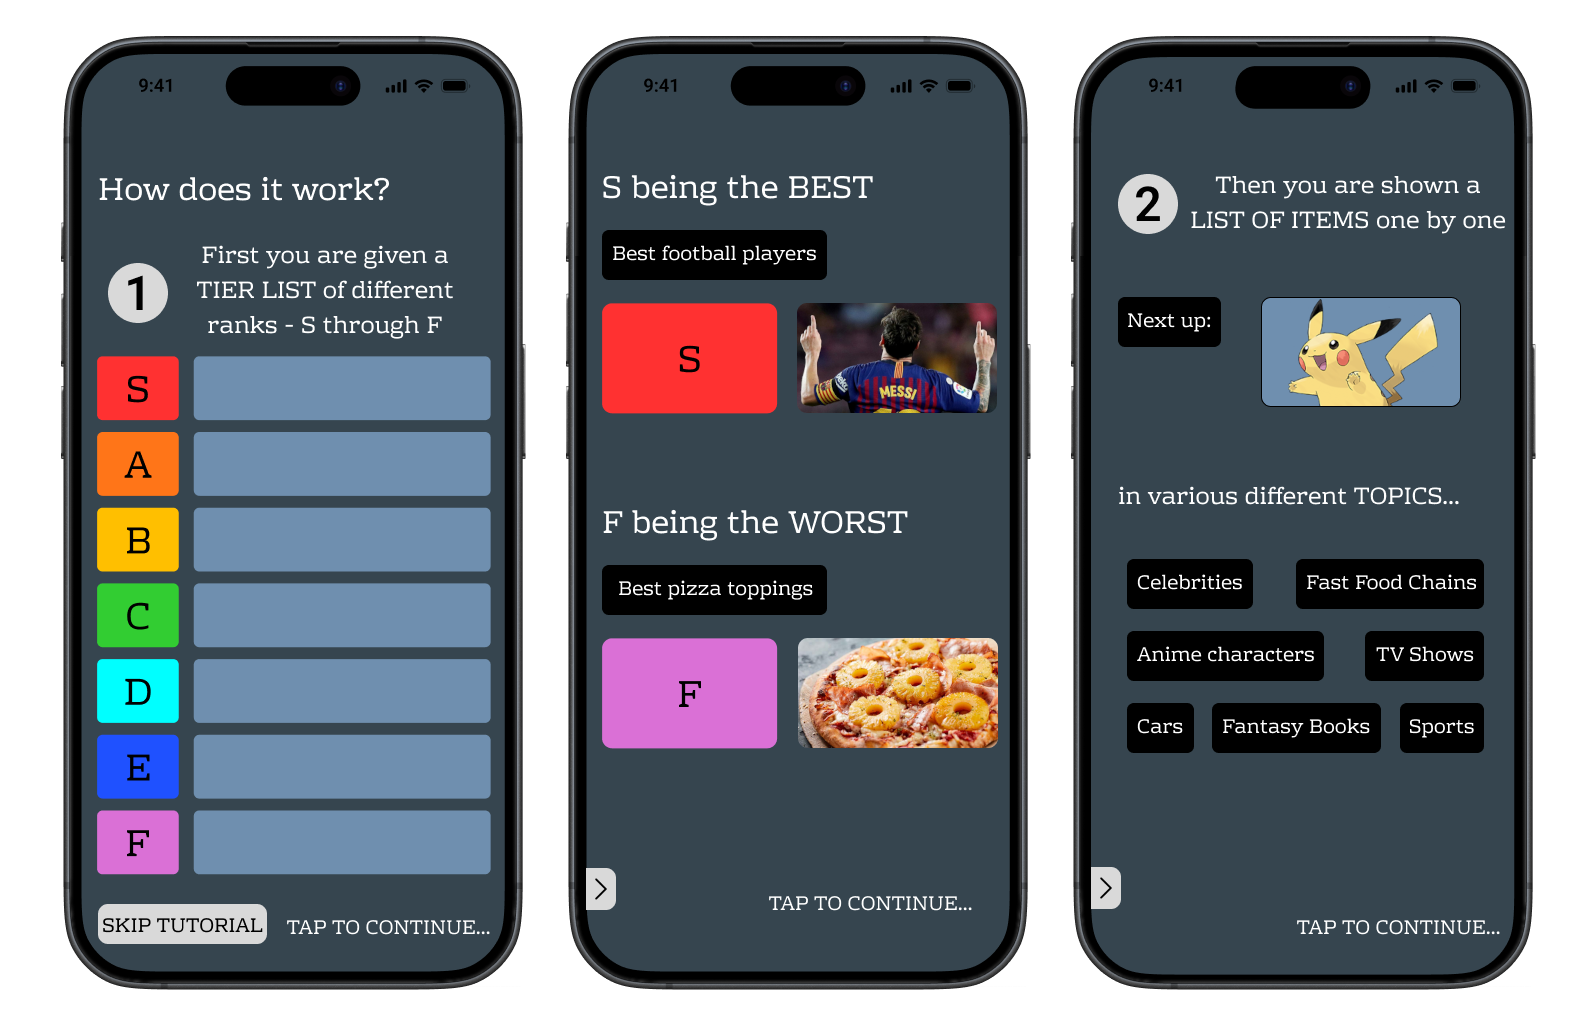 9:41
How does it work?
1
First you are given a
TIER LIST of different
ranks - S through F
S
A
B
C
D
E
F
SKIP TUTORIAL
TAP TO CONTINUE...
9:41
S being the BEST
Best football players
S
MESSI
10
F being the WORST
Best pizza toppings
F
TAP TO CONTINUE...
9:41
2
Then you are shown a
LIST OF ITEMS one by one
Next up:
in various different TOPICS...
Celebrities
Fast Food Chains
Anime characters
TV Shows
Cars
Fantasy Books
Sports
TAP TO CONTINUE...